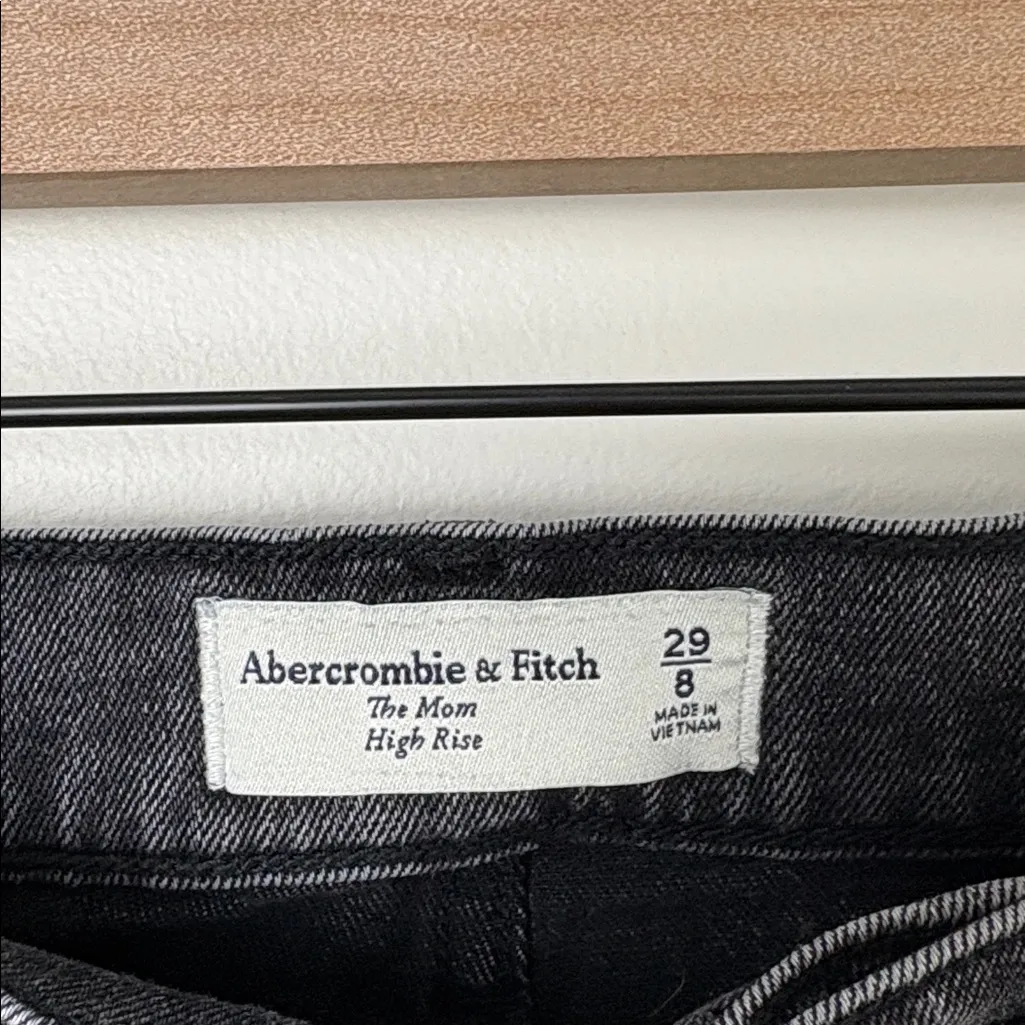 Abercrombie & Fitch
The Mom
High Rise
29
8
MADE IN
VIETNAM